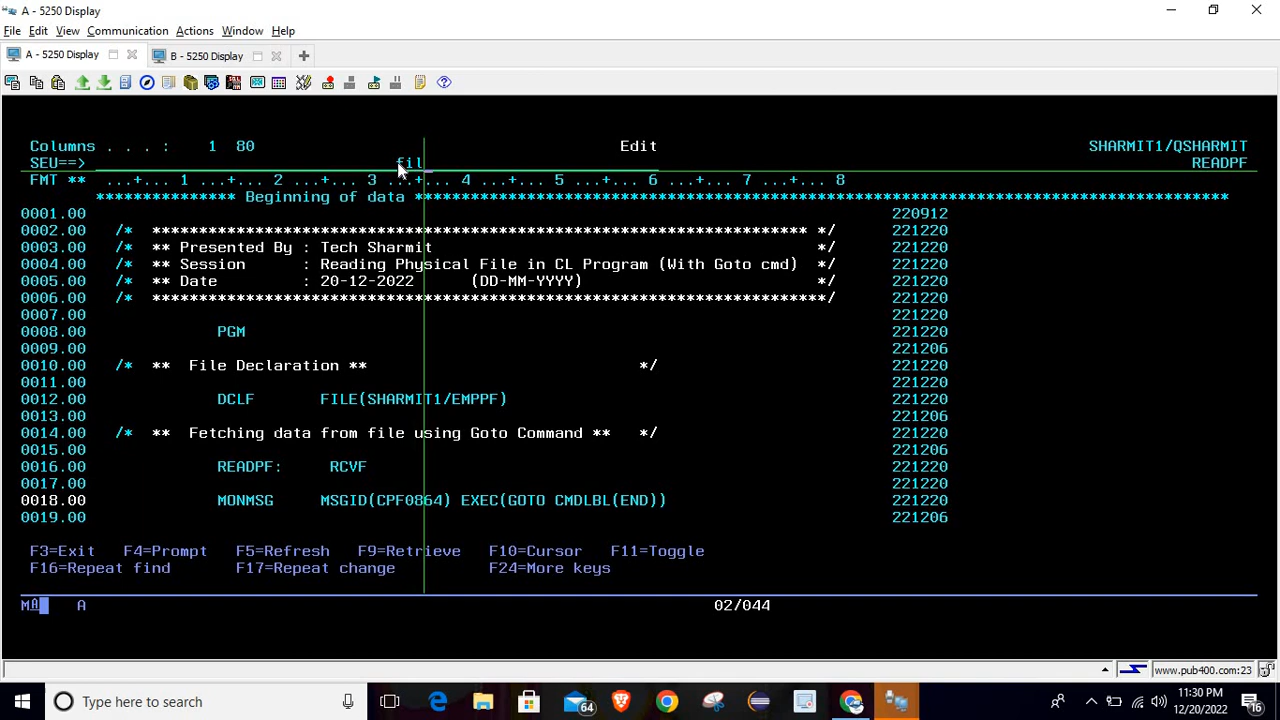 A - 5250 Display
File Edit View Communication Actions Window Help
A - 5250 Display B - 5250 Display
Columns . . . : 1 80 Edit SHARMIT1/QSHARMIT
SEU==> fil READPF
FMT ** ...+... 1 ...+... 2 ...+... 3 ...+... 4 ...+... 5 ...+... 6 ...+... 7 ...+... 8
*************** Beginning of data ***************************************************************************************
0001.00 220912
0002.00 /* ********************************************************************** */ 221220
0003.00 /* ** Presented By : Tech Sharmit */ 221220
0004.00 /* ** Session : Reading Physical File in CL Program (With Goto cmd) */ 221220
0005.00 /* ** Date : 20-12-2022 (DD-MM-YYYY) */ 221220
0006.00 /* *************************************************************************/ 221220
0007.00 221220
0008.00 PGM 221220
0009.00 221206
0010.00 /* ** File Declaration ** */ 221220
0011.00 221220
0012.00 DCLF FILE(SHARMIT1/EMPPF) 221220
0013.00 221206
0014.00 /* ** Fetching data from file using Goto Command ** */ 221220
0015.00 221206
0016.00 READPF: RCVF 221220
0017.00 221220
0018.00 MONMSG MSGID(CPF0864) EXEC(GOTO CMDLBL(END)) 221220
0019.00 221206
F3=Exit F4=Prompt F5=Refresh F9=Retrieve F10=Cursor F11=Toggle
F16=Repeat find F17=Repeat change F24=More keys
MA A 02/044
www.pub400.com:23
Type here to search 64 11:30 PM
12/20/2022 16